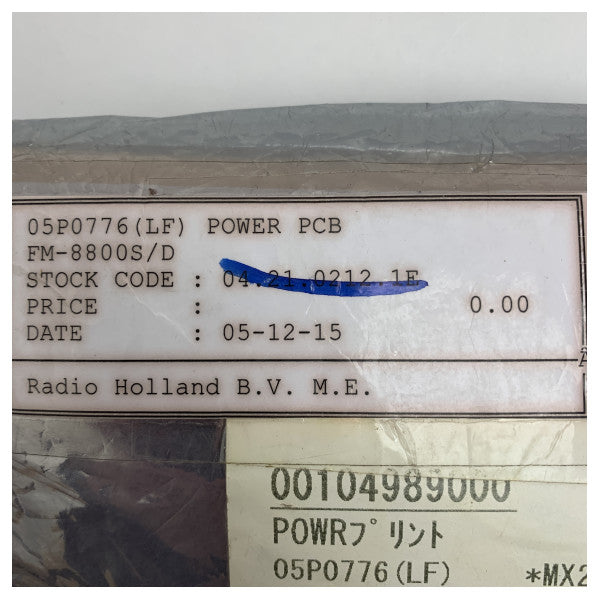 05P0776(LF) POWER PCB
FM-8800S/D
STOCK CODE : 04.21.0212.1E
PRICE : 0.00
DATE : 05-12-15
Radio Holland B.V. M.E.
00104989000
POWRプリント
05P0776(LF) *MX2